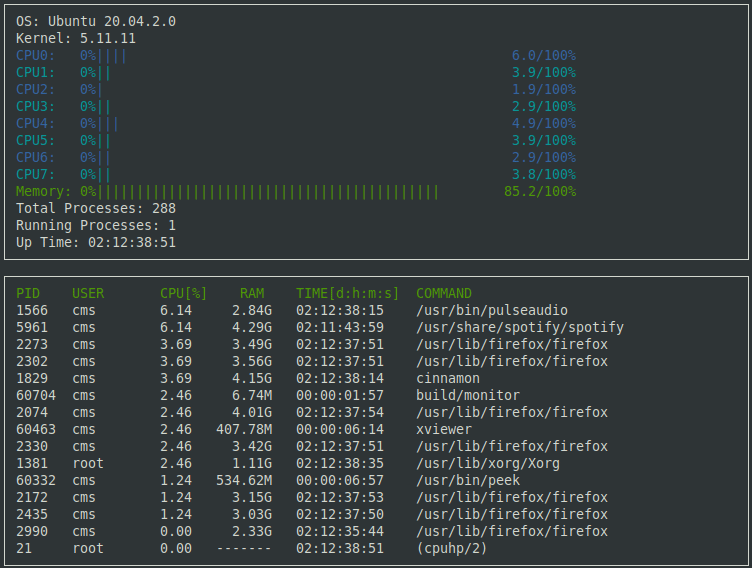 OS: Ubuntu 20.04.2.0
Kernel: 5.11.11
CPU0: 0%|||| 6.0/100%
CPU1: 0%|| 3.9/100%
CPU2: 0%| 1.9/100%
CPU3: 0%|| 2.9/100%
CPU4: 0%||| 4.9/100%
CPU5: 0%|| 3.9/100%
CPU6: 0%|| 2.9/100%
CPU7: 0%|| 3.8/100%
Memory: 0%||||||||||||||||||||||||||||||||||||||||||| 85.2/100%
Total Processes: 288
Running Processes: 1
Up Time: 02:12:38:51
PID USER CPU[%] RAM TIME[d:h:m:s] COMMAND
1566 cms 6.14 2.84G 02:12:38:15 /usr/bin/pulseaudio
5961 cms 6.14 4.29G 02:11:43:59 /usr/share/spotify/spotify
2273 cms 3.69 3.49G 02:12:37:51 /usr/lib/firefox/firefox
2302 cms 3.69 3.56G 02:12:37:51 /usr/lib/firefox/firefox
1829 cms 3.69 4.15G 02:12:38:14 cinnamon
60704 cms 2.46 6.74M 00:00:01:57 build/monitor
2074 cms 2.46 4.01G 02:12:37:54 /usr/lib/firefox/firefox
60463 cms 2.46 407.78M 00:00:06:14 xviewer
2330 cms 2.46 3.42G 02:12:37:51 /usr/lib/firefox/firefox
1381 root 2.46 1.11G 02:12:38:35 /usr/lib/xorg/Xorg
60332 cms 1.24 534.62M 00:00:06:57 /usr/bin/peek
2172 cms 1.24 3.15G 02:12:37:53 /usr/lib/firefox/firefox
2435 cms 1.24 3.03G 02:12:37:50 /usr/lib/firefox/firefox
2990 cms 0.00 2.33G 02:12:35:44 /usr/lib/firefox/firefox
21 root 0.00 ------- 02:12:38:51 (cpuhp/2)